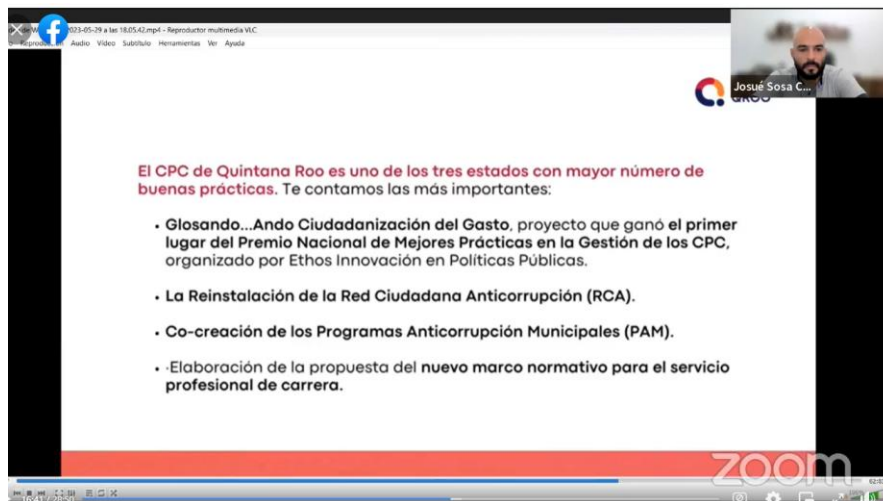 2023-05-29 a las 18.05.42.mp4 - Reproductor multimedia VLC
Audio Vídeo Subtítulo Herramientas Ver Ayuda
Josué Sosa C...
QROO
El CPC de Quintana Roo es uno de los tres estados con mayor número de
buenas prácticas. Te contamos las más importantes:
• Glosando...Ando Ciudadanización del Gasto, proyecto que ganó el primer
lugar del Premio Nacional de Mejores Prácticas en la Gestión de los CPC,
organizado por Ethos Innovación en Políticas Públicas.
• La Reinstalación de la Red Ciudadana Anticorrupción (RCA).
• Co-creación de los Programas Anticorrupción Municipales (PAM).
• -Elaboración de la propuesta del nuevo marco normativo para el servicio
profesional de carrera.
zoom